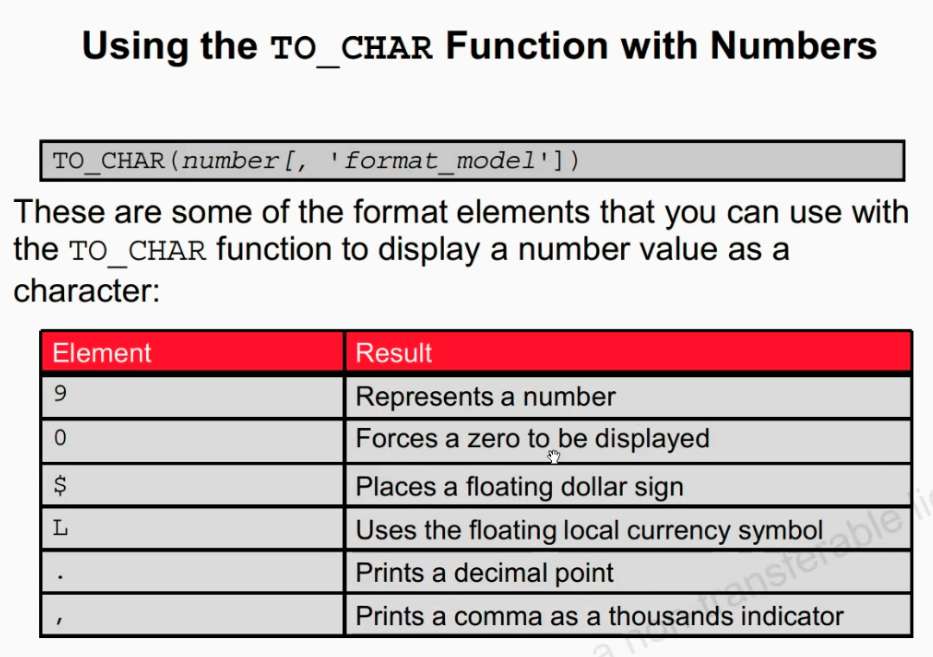 Using the TO_CHAR Function with Numbers
TO_CHAR(number[, 'format_model'])
These are some of the format elements that you can use with
the TO_CHAR function to display a number value as a
character:
Element Result
9 Represents a number
0 Forces a zero to be displayed
$ Places a floating dollar sign
L Uses the floating local currency symbol
. Prints a decimal point
, Prints a comma as a thousands indicator
a non-transferable